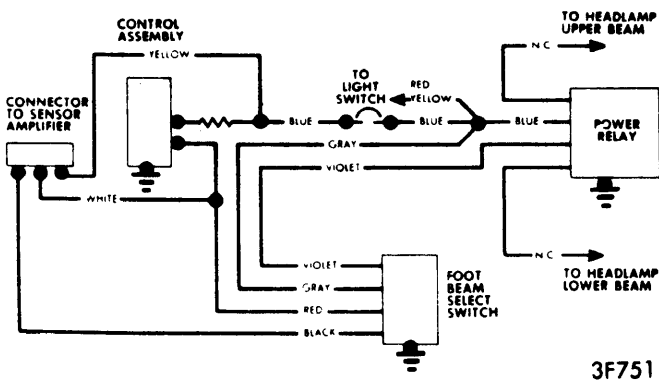 CONTROL
ASSEMBLY
TO HEADLAMP
UPPER BEAM
N.C
YELLOW
TO
LIGHT
SWITCH
RED
YELLOW
CONNECTOR
TO SENSOR
AMPLIFIER
BLUE
BLUE
BLUE
POWER
RELAY
GRAY
VIOLET
WHITE
N.C
TO HEADLAMP
LOWER BEAM
VIOLET
GRAY
RED
BLACK
FOOT
BEAM
SELECT
SWITCH
3F751